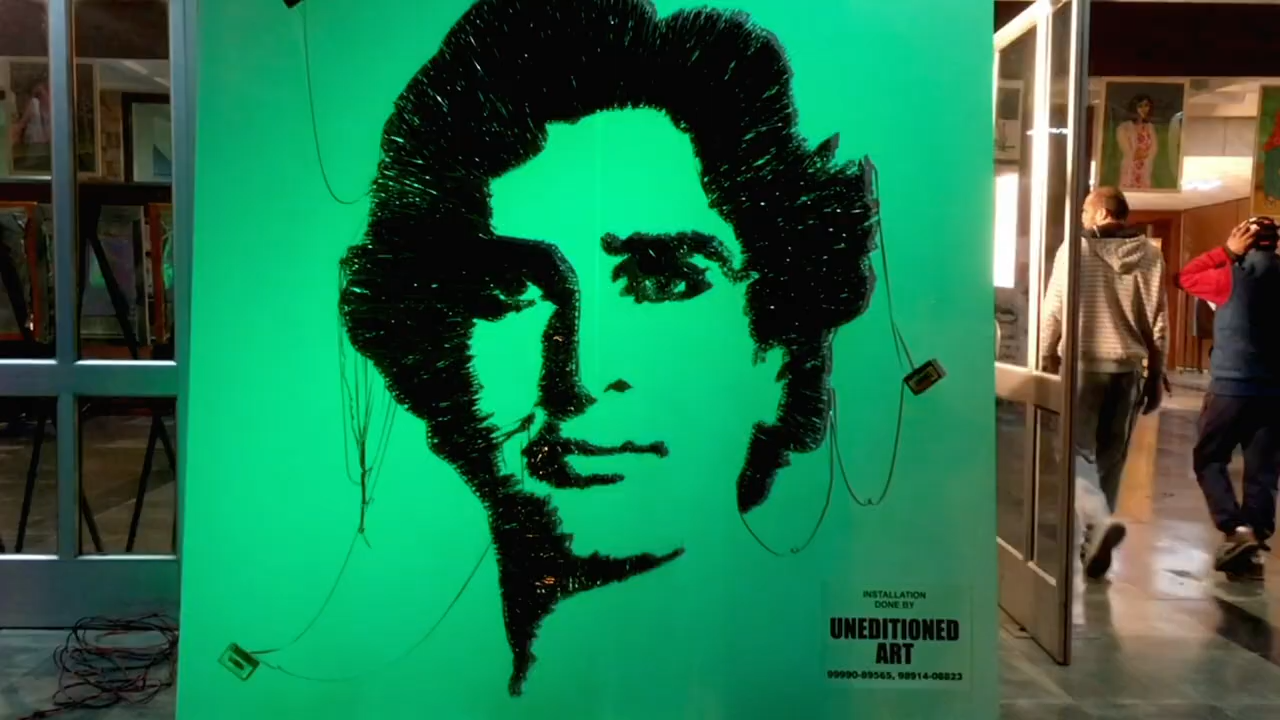 INSTALLATION
DONE BY
UNEDITIONED
ART
99990-89565, 98914-08823